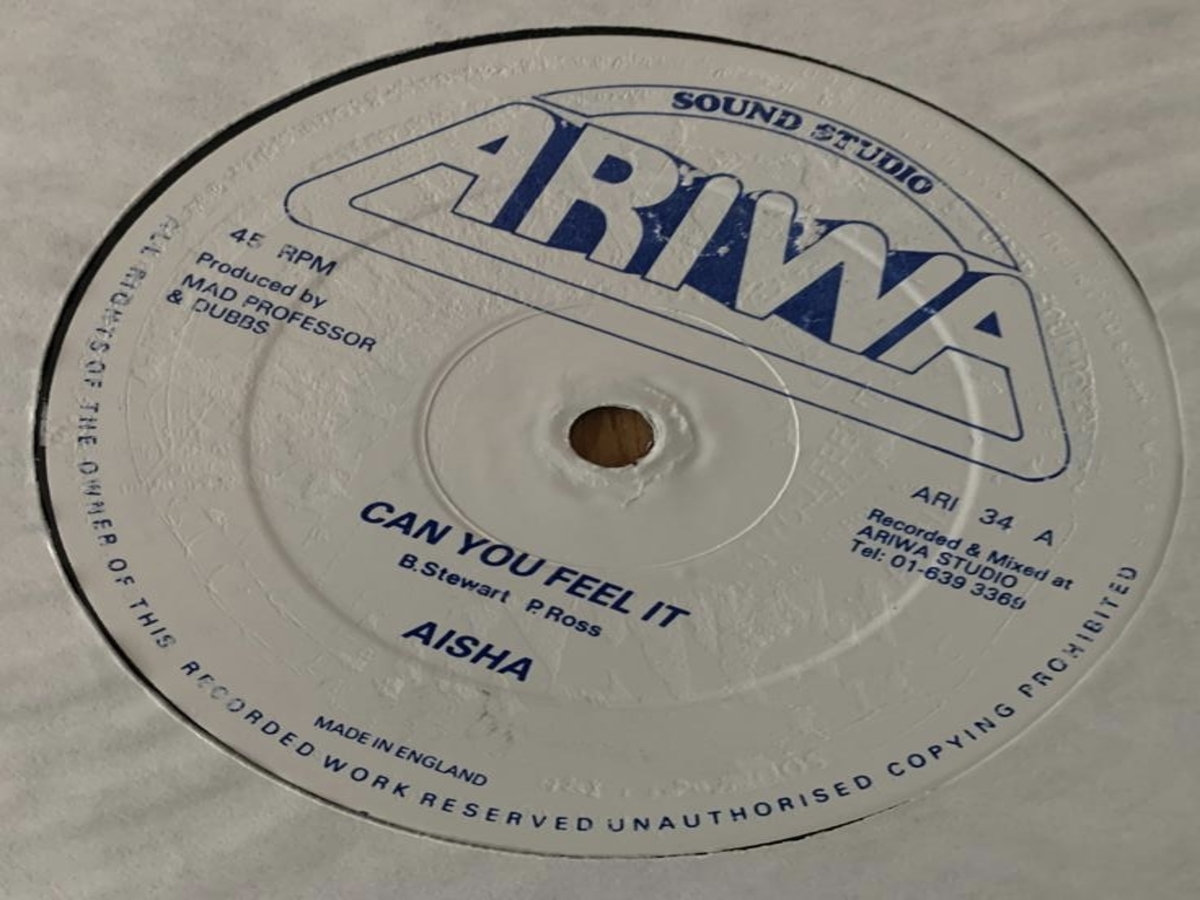 SOUND STUDIO
ARIWA
45 RPM
Produced by
MAD PROFESSOR
& DUBBS
ARI 34 A
Recorded & Mixed at
ARIWA STUDIO
Tel: 01-639 3369
CAN YOU FEEL IT
B.Stewart P.Ross
AISHA
MADE IN ENGLAND
ALL RIGHTS OF THE OWNER OF THIS RECORDED WORK RESERVED UNAUTHORISED COPYING PROHIBITED